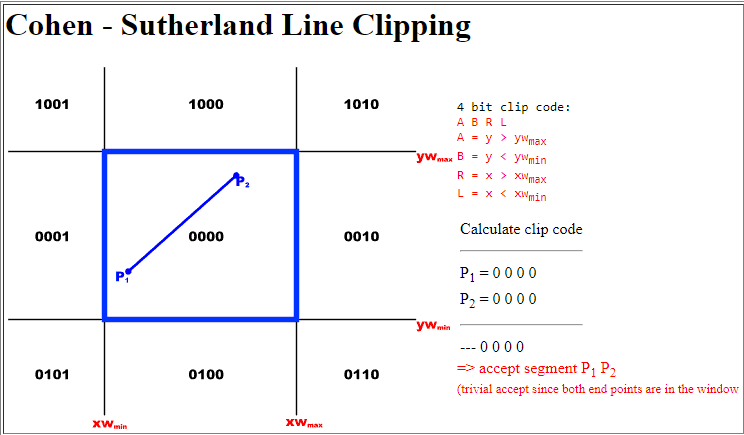 Cohen - Sutherland Line Clipping
1001 1000 1010
4 bit clip code:
A B R L
A = y > ywmax
ywmax
B = y < ywmin
R = x > xwmax
L = x < xwmin
P2
0001 0000 0010
Calculate clip code
P1
P1 = 0 0 0 0
P2 = 0 0 0 0
ywmin
--- 0 0 0 0
=> accept segment P1 P2
0101 0100 0110
(trivial accept since both end points are in the window
xwmin xwmax